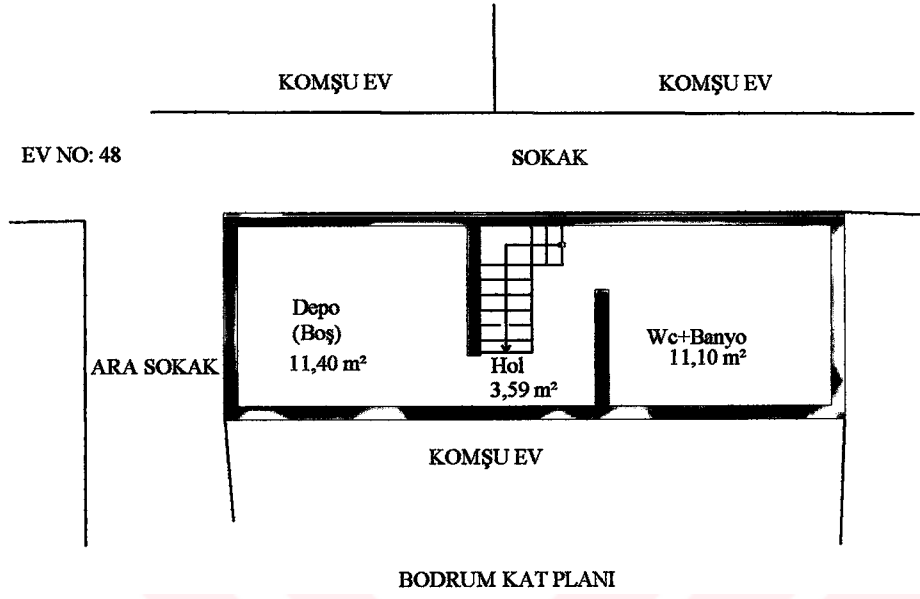 KOMŞU EV
KOMŞU EV
EV NO: 48
SOKAK
Depo
(Boş)
11,40 m²
Wc+Banyo
11,10 m²
ARA SOKAK
Hol
3,59 m²
KOMŞU EV
BODRUM KAT PLANI